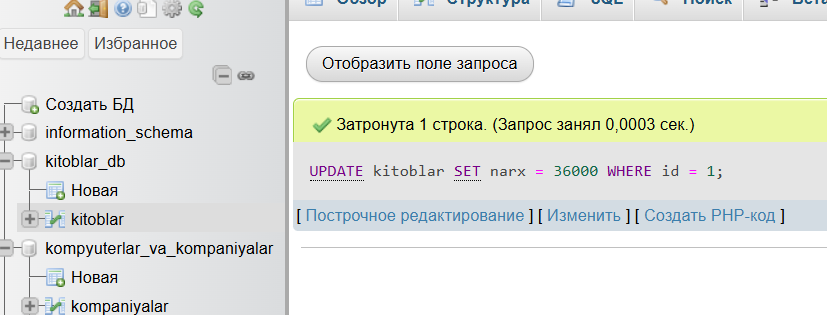 Обзор Структура SQL Поиск
Недавнее Избранное
Отобразить поле запроса
Создать БД
information_schema
kitoblar_db
Новая
kitoblar
kompyuterlar_va_kompaniyalar
Новая
kompaniyalar
Затронута 1 строка. (Запрос занял 0,0003 сек.)
UPDATE kitoblar SET narx = 36000 WHERE id = 1;
[ Построчное редактирование ] [ Изменить ] [ Создать PHP-код ]